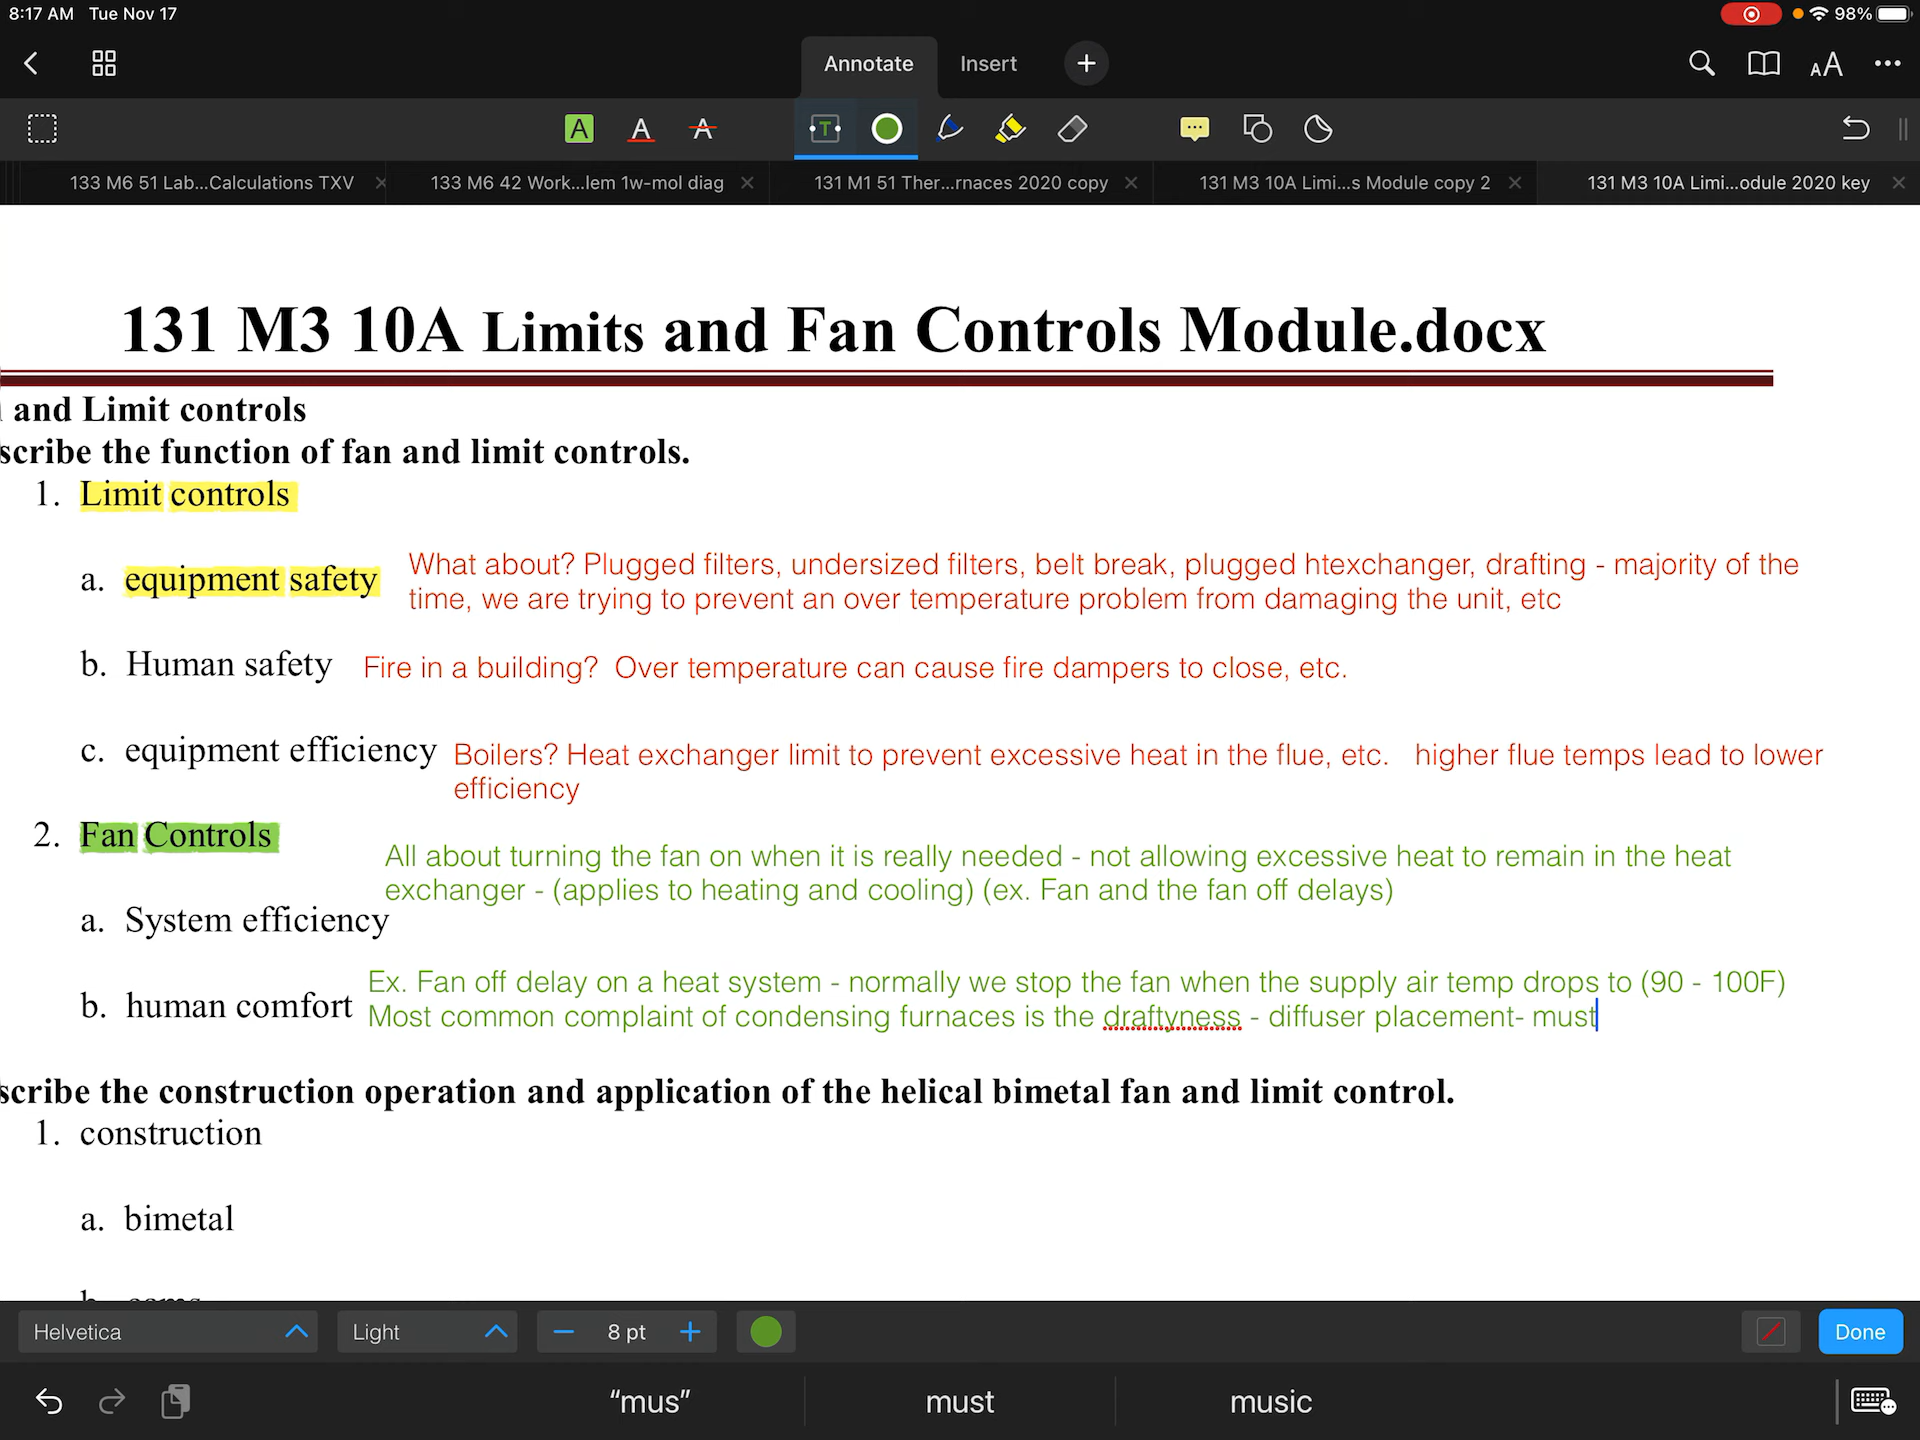 8:17 AM Tue Nov 17
98%
Annotate
Insert
AA
A A A T
133 M6 51 Lab...Calculations TXV
133 M6 42 Work...lem 1w-mol diag
131 M1 51 Ther...rnaces 2020 copy
131 M3 10A Limi...s Module copy 2
131 M3 10A Limi...odule 2020 key
131 M3 10A Limits and Fan Controls Module.docx
and Limit controls
scribe the function of fan and limit controls.
1. Limit controls
a. equipment safety
What about? Plugged filters, undersized filters, belt break, plugged htexchanger, drafting - majority of the
time, we are trying to prevent an over temperature problem from damaging the unit, etc
b. Human safety
Fire in a building? Over temperature can cause fire dampers to close, etc.
c. equipment efficiency
Boilers? Heat exchanger limit to prevent excessive heat in the flue, etc. higher flue temps lead to lower
efficiency
2. Fan Controls
All about turning the fan on when it is really needed - not allowing excessive heat to remain in the heat
exchanger - (applies to heating and cooling) (ex. Fan and the fan off delays)
a. System efficiency
b. human comfort
Ex. Fan off delay on a heat system - normally we stop the fan when the supply air temp drops to (90 - 100F)
Most common complaint of condensing furnaces is the draftyness - diffuser placement- must
scribe the construction operation and application of the helical bimetal fan and limit control.
1. construction
a. bimetal
Helvetica
Light
8 pt
Done
“mus”
must
music